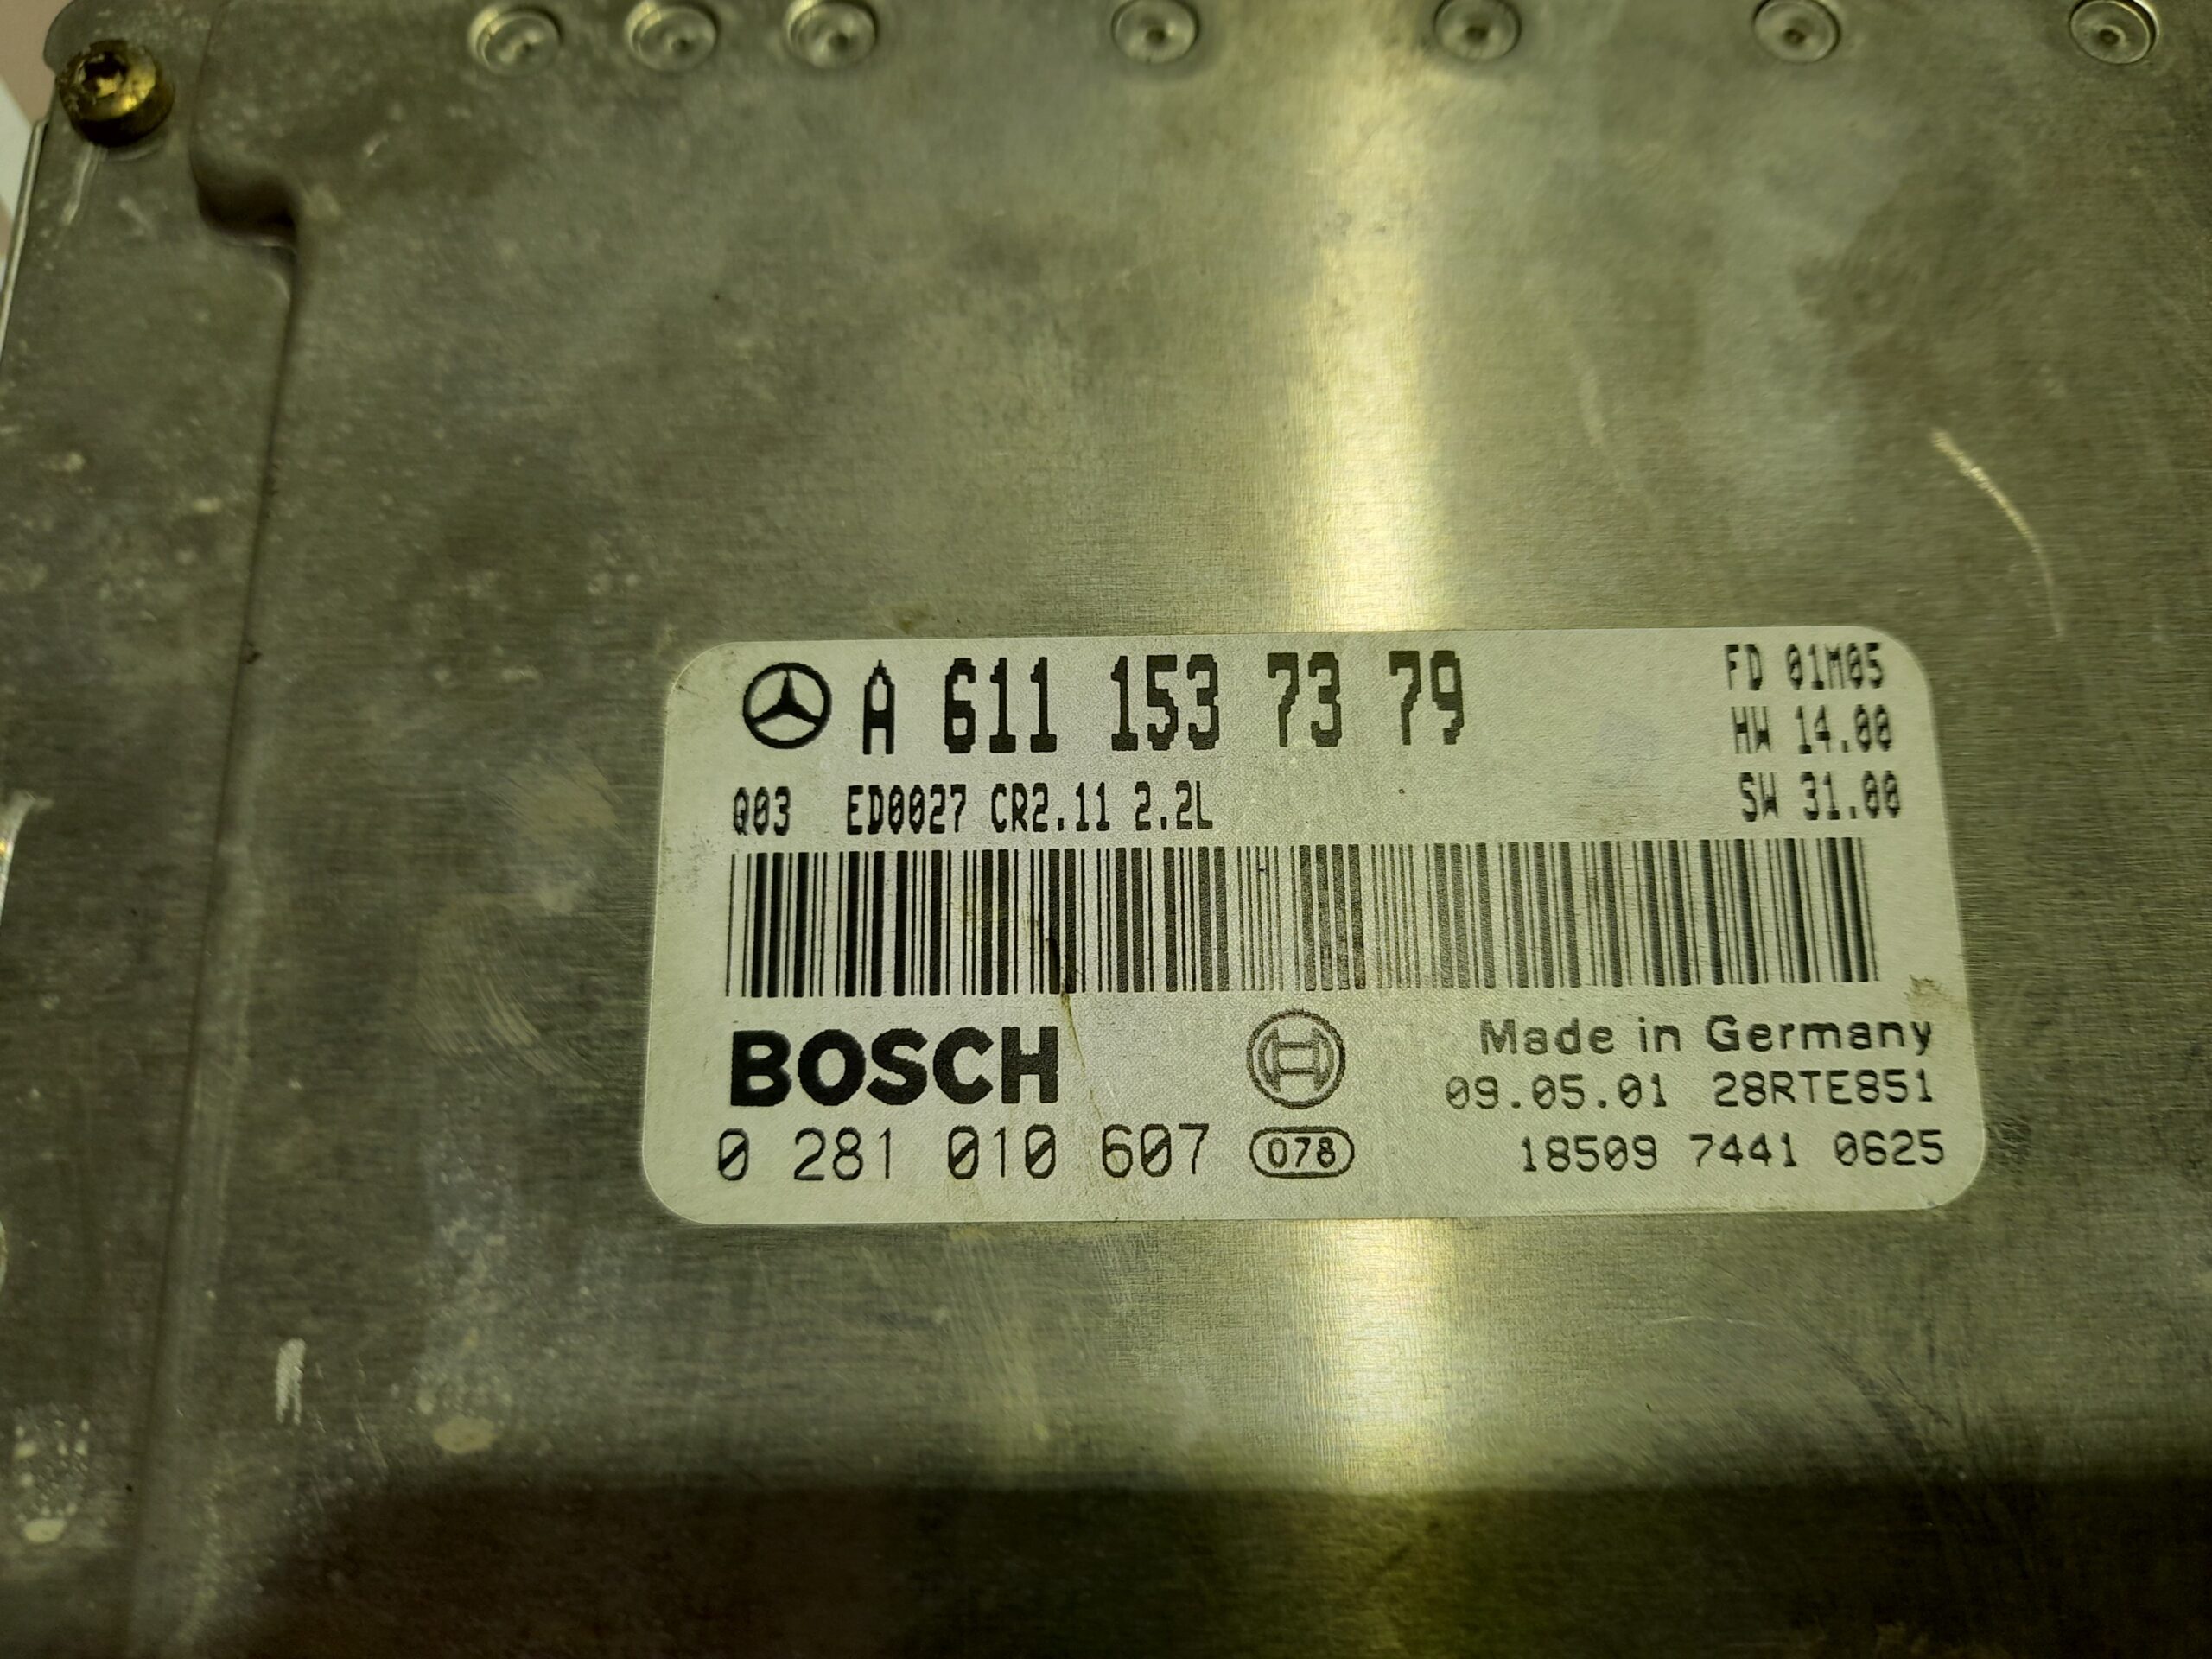 A 611 153 73 79
FD 01M05
HW 14.00
Q03 ED0027 CR2.11 2.2L
SW 31.00
BOSCH
Made in Germany
09.05.01 28RTE851
0 281 010 607 078
18509 7441 0625